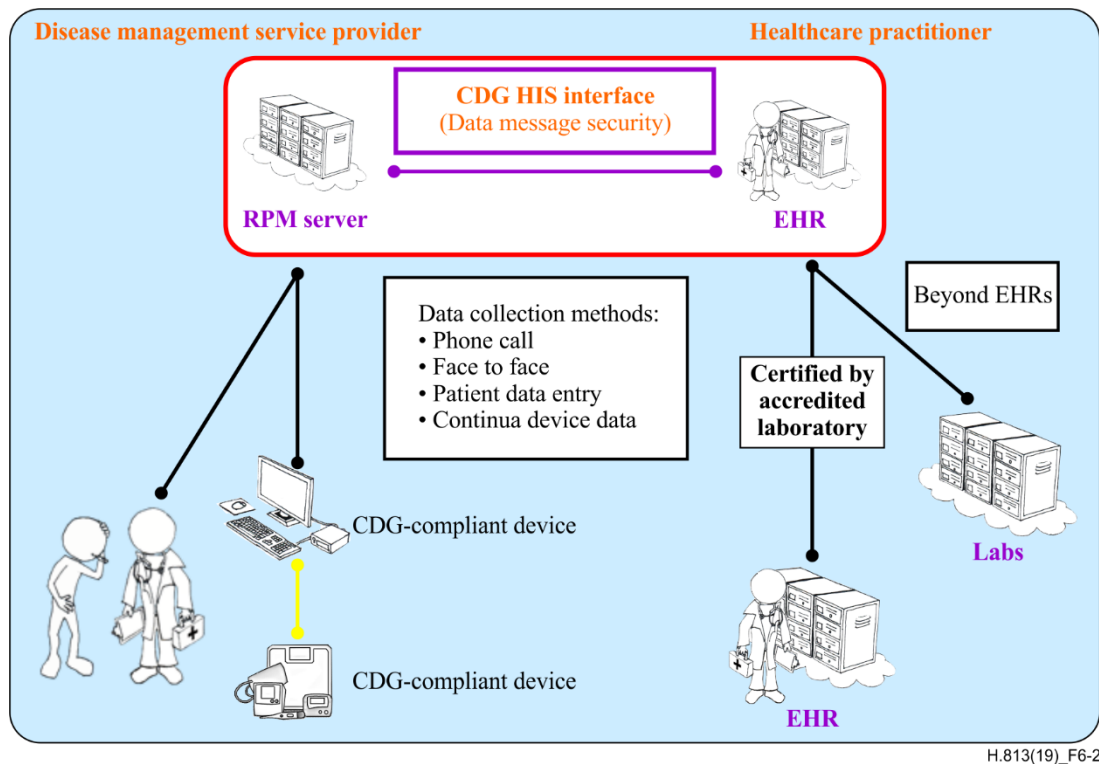 Disease management service provider
Healthcare practitioner
CDG HIS interface
(Data message security)
RPM server
EHR
Data collection methods:
• Phone call
• Face to face
• Patient data entry
• Continua device data
Beyond EHRs
Certified by
accredited
laboratory
CDG-compliant device
Labs
CDG-compliant device
EHR
H.813(19)_F6-2